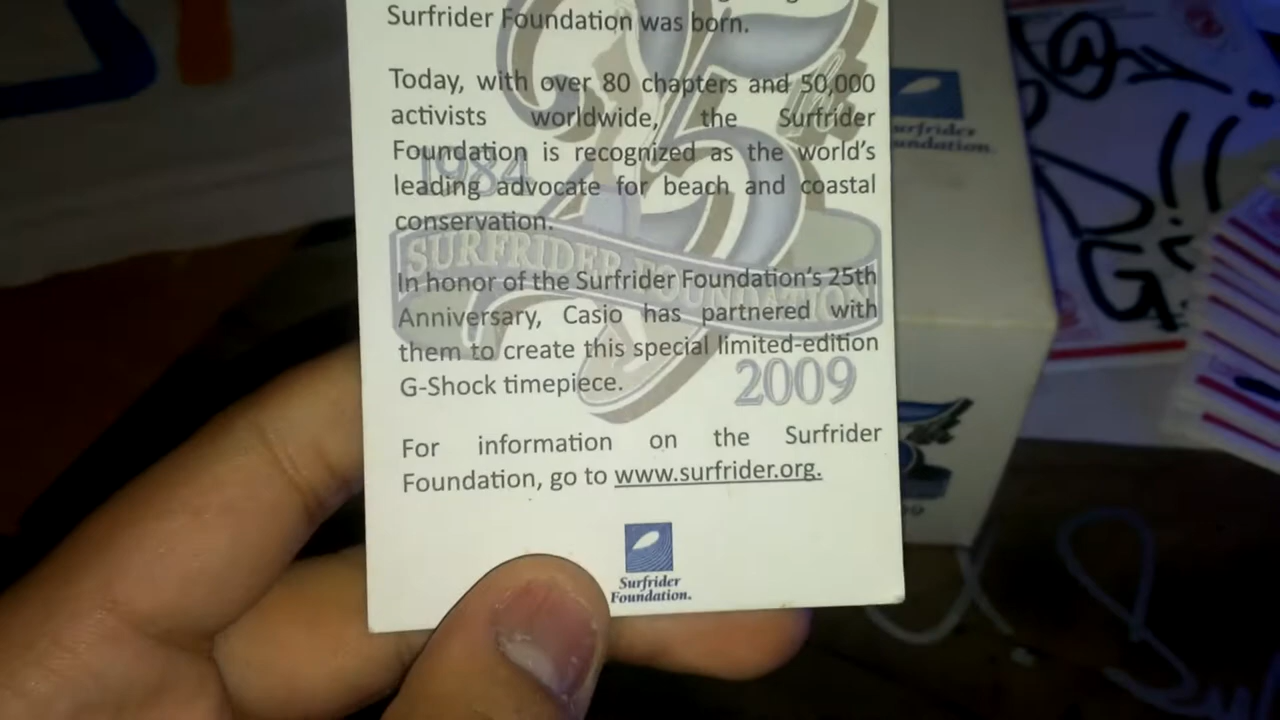 Surfrider Foundation was born.
Today, with over 80 chapters and 50,000
activists worldwide, the Surfrider
Foundation is recognized as the world's
leading advocate for beach and coastal
conservation.
In honor of the Surfrider Foundation's 25th
Anniversary, Casio has partnered with
them to create this special limited-edition
G-Shock timepiece.
For information on the Surfrider
Foundation, go to www.surfrider.org.
Surfrider
Foundation.
25th
1984
SURFRIDER FOUNDATION
2009